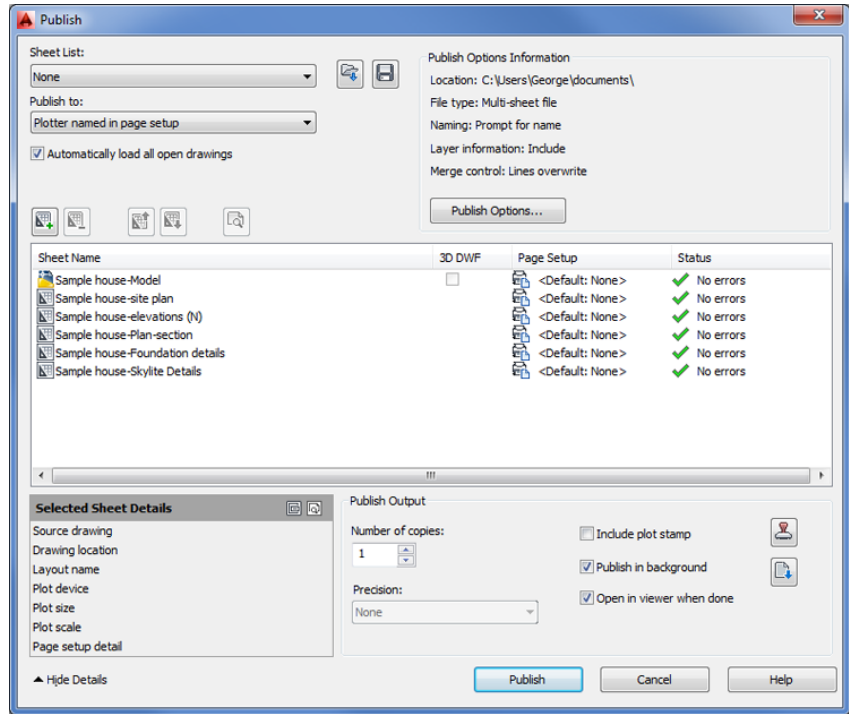 Publish
Sheet List:
None
Publish to:
Plotter named in page setup
Automatically load all open drawings
Publish Options Information
Location: C:\Users\George\documents\
File type: Multi-sheet file
Naming: Prompt for name
Layer information: Include
Merge control: Lines overwrite
Publish Options...
Sheet Name 3D DWF Page Setup Status
Sample house-Model <Default: None> No errors
Sample house-site plan <Default: None> No errors
Sample house-elevations (N) <Default: None> No errors
Sample house-Plan-section <Default: None> No errors
Sample house-Foundation details <Default: None> No errors
Sample house-Skylite Details <Default: None> No errors
Selected Sheet Details
Source drawing
Drawing location
Layout name
Plot device
Plot size
Plot scale
Page setup detail
Publish Output
Number of copies:
1
Precision:
None
Include plot stamp
Publish in background
Open in viewer when done
Hide Details
Publish
Cancel
Help